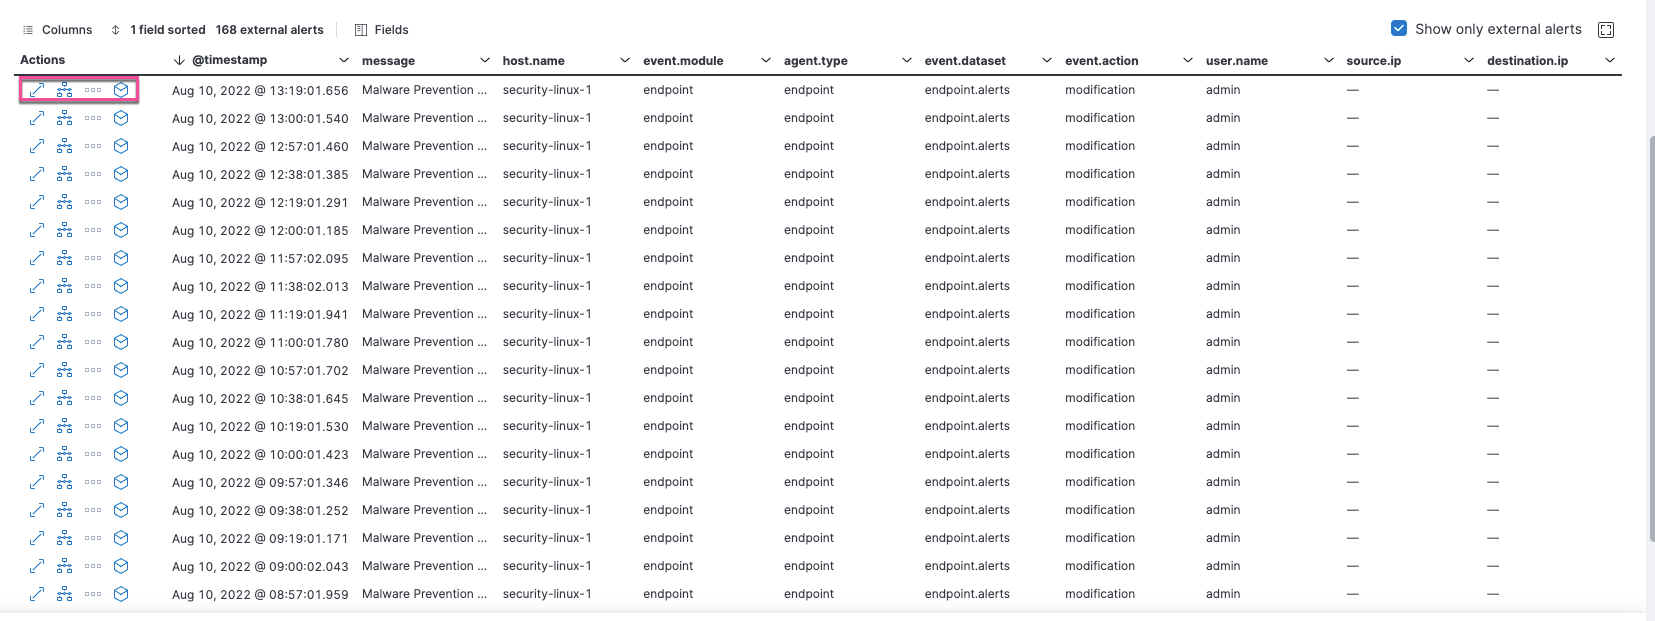 Columns 1 field sorted 168 external alerts Fields Show only external alerts
Actions @timestamp message host.name event.module agent.type event.dataset event.action user.name source.ip destination.ip
Aug 10, 2022 @ 13:19:01.656 Malware Prevention ... security-linux-1 endpoint endpoint endpoint.alerts modification admin — —
Aug 10, 2022 @ 13:00:01.540 Malware Prevention ... security-linux-1 endpoint endpoint endpoint.alerts modification admin — —
Aug 10, 2022 @ 12:57:01.460 Malware Prevention ... security-linux-1 endpoint endpoint endpoint.alerts modification admin — —
Aug 10, 2022 @ 12:38:01.385 Malware Prevention ... security-linux-1 endpoint endpoint endpoint.alerts modification admin — —
Aug 10, 2022 @ 12:19:01.291 Malware Prevention ... security-linux-1 endpoint endpoint endpoint.alerts modification admin — —
Aug 10, 2022 @ 12:00:01.185 Malware Prevention ... security-linux-1 endpoint endpoint endpoint.alerts modification admin — —
Aug 10, 2022 @ 11:57:02.095 Malware Prevention ... security-linux-1 endpoint endpoint endpoint.alerts modification admin — —
Aug 10, 2022 @ 11:38:02.013 Malware Prevention ... security-linux-1 endpoint endpoint endpoint.alerts modification admin — —
Aug 10, 2022 @ 11:19:01.941 Malware Prevention ... security-linux-1 endpoint endpoint endpoint.alerts modification admin — —
Aug 10, 2022 @ 11:00:01.780 Malware Prevention ... security-linux-1 endpoint endpoint endpoint.alerts modification admin — —
Aug 10, 2022 @ 10:57:01.702 Malware Prevention ... security-linux-1 endpoint endpoint endpoint.alerts modification admin — —
Aug 10, 2022 @ 10:38:01.645 Malware Prevention ... security-linux-1 endpoint endpoint endpoint.alerts modification admin — —
Aug 10, 2022 @ 10:19:01.530 Malware Prevention ... security-linux-1 endpoint endpoint endpoint.alerts modification admin — —
Aug 10, 2022 @ 10:00:01.423 Malware Prevention ... security-linux-1 endpoint endpoint endpoint.alerts modification admin — —
Aug 10, 2022 @ 09:57:01.346 Malware Prevention ... security-linux-1 endpoint endpoint endpoint.alerts modification admin — —
Aug 10, 2022 @ 09:38:01.252 Malware Prevention ... security-linux-1 endpoint endpoint endpoint.alerts modification admin — —
Aug 10, 2022 @ 09:19:01.171 Malware Prevention ... security-linux-1 endpoint endpoint endpoint.alerts modification admin — —
Aug 10, 2022 @ 09:00:02.043 Malware Prevention ... security-linux-1 endpoint endpoint endpoint.alerts modification admin — —
Aug 10, 2022 @ 08:57:01.959 Malware Prevention ... security-linux-1 endpoint endpoint endpoint.alerts modification admin — —